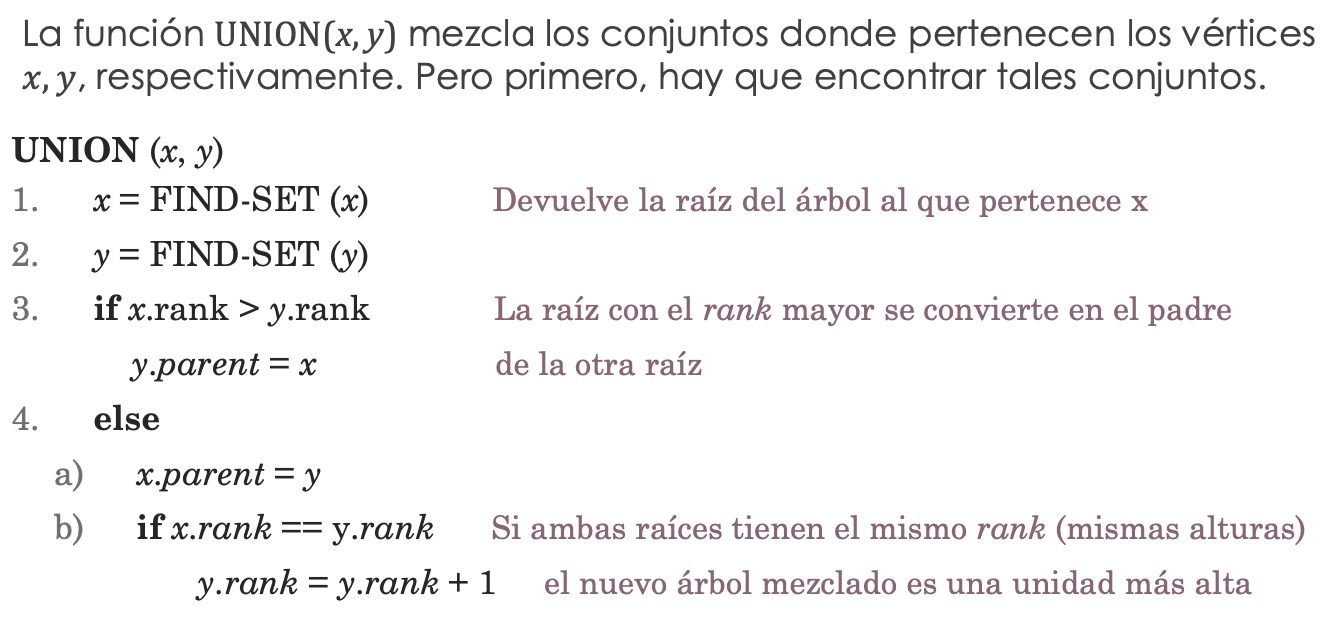 La función UNION(x, y) mezcla los conjuntos donde pertenecen los vértices
x, y, respectivamente. Pero primero, hay que encontrar tales conjuntos.
UNION (x, y)
1. x = FIND-SET (x) Devuelve la raíz del árbol al que pertenece x
2. y = FIND-SET (y)
3. if x.rank > y.rank La raíz con el rank mayor se convierte en el padre
y.parent = x de la otra raíz
4. else
a) x.parent = y
b) if x.rank == y.rank Si ambas raíces tienen el mismo rank (mismas alturas)
y.rank = y.rank + 1 el nuevo árbol mezclado es una unidad más alta